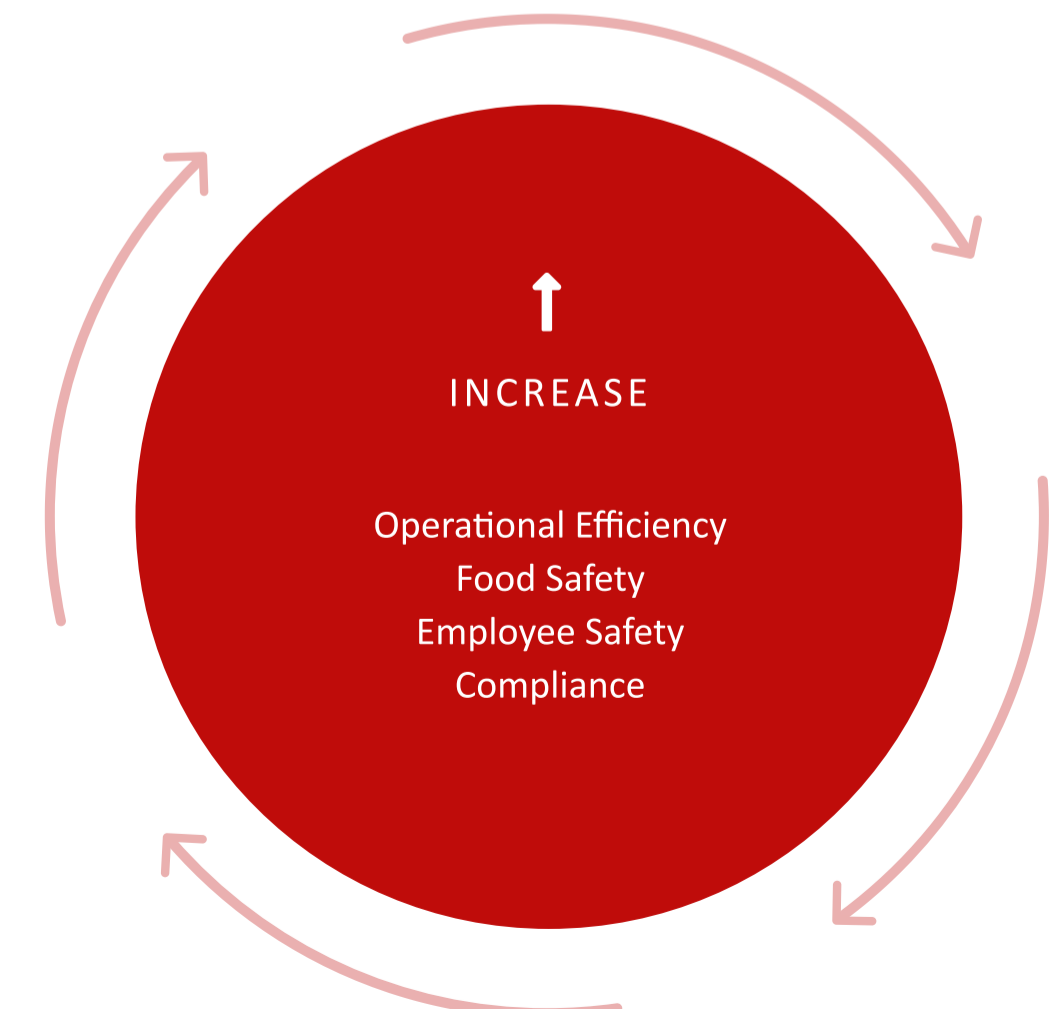 INCREASE
Operational Efficiency
Food Safety
Employee Safety
Compliance